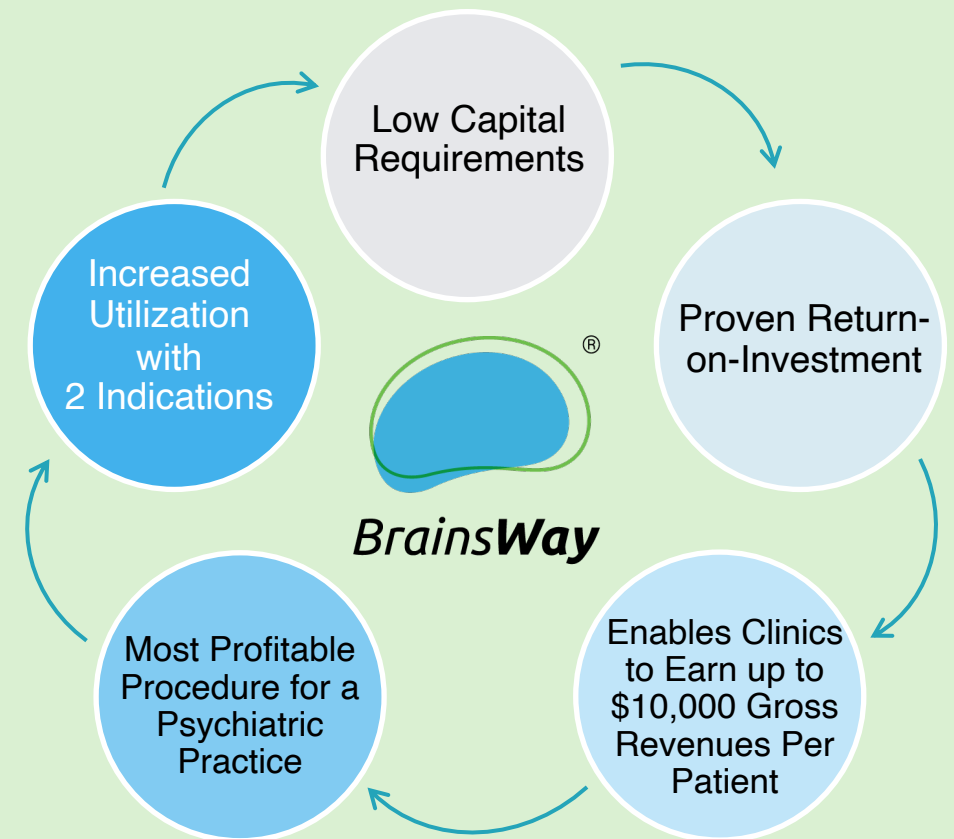 Low Capital
Requirements
Proven Return-
on-Investment
Enables Clinics
to Earn up to
$10,000 Gross
Revenues Per
Patient
Most Profitable
Procedure for a
Psychiatric
Practice
Increased
Utilization
with
2 Indications
®
BrainsWay